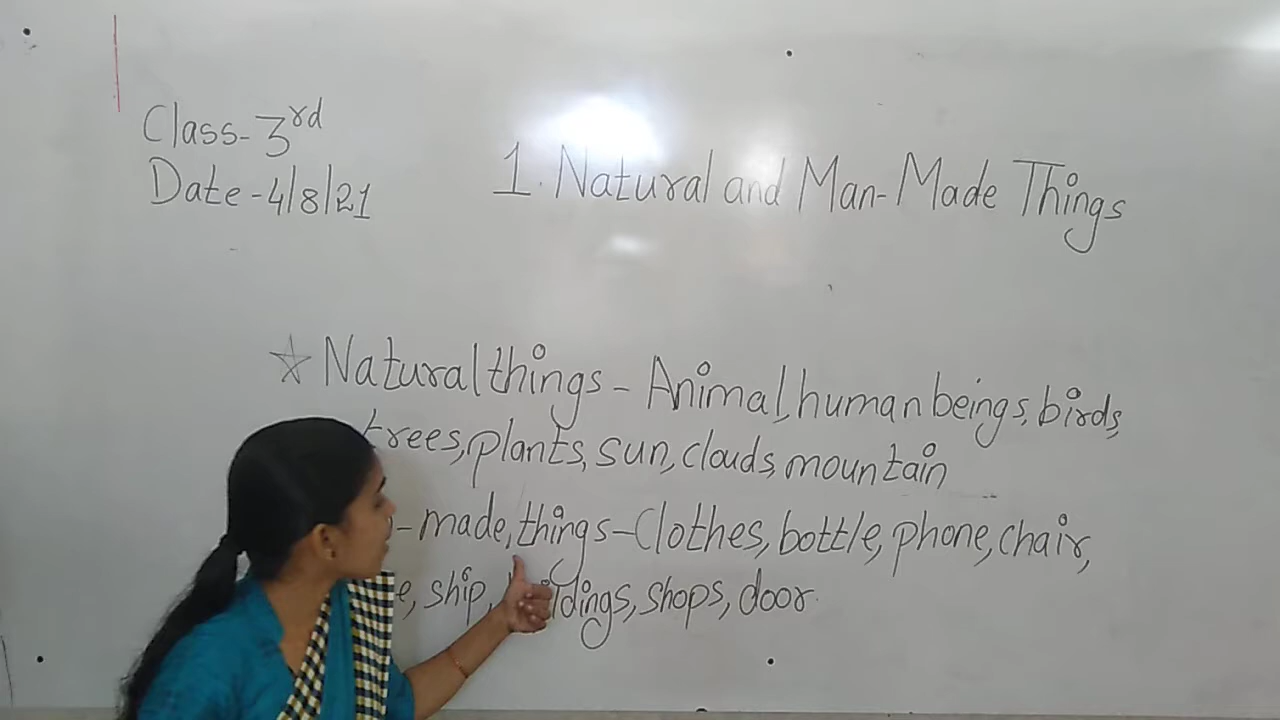 Class-3rd
Date-4/8/21
1. Natural and Man-Made Things
☆ Natural things - Animal, human beings, birds,
trees, plants, sun, clouds, mountain
-made, things-Clothes, bottle, phone, chair,
ship, buildings, shops, door.